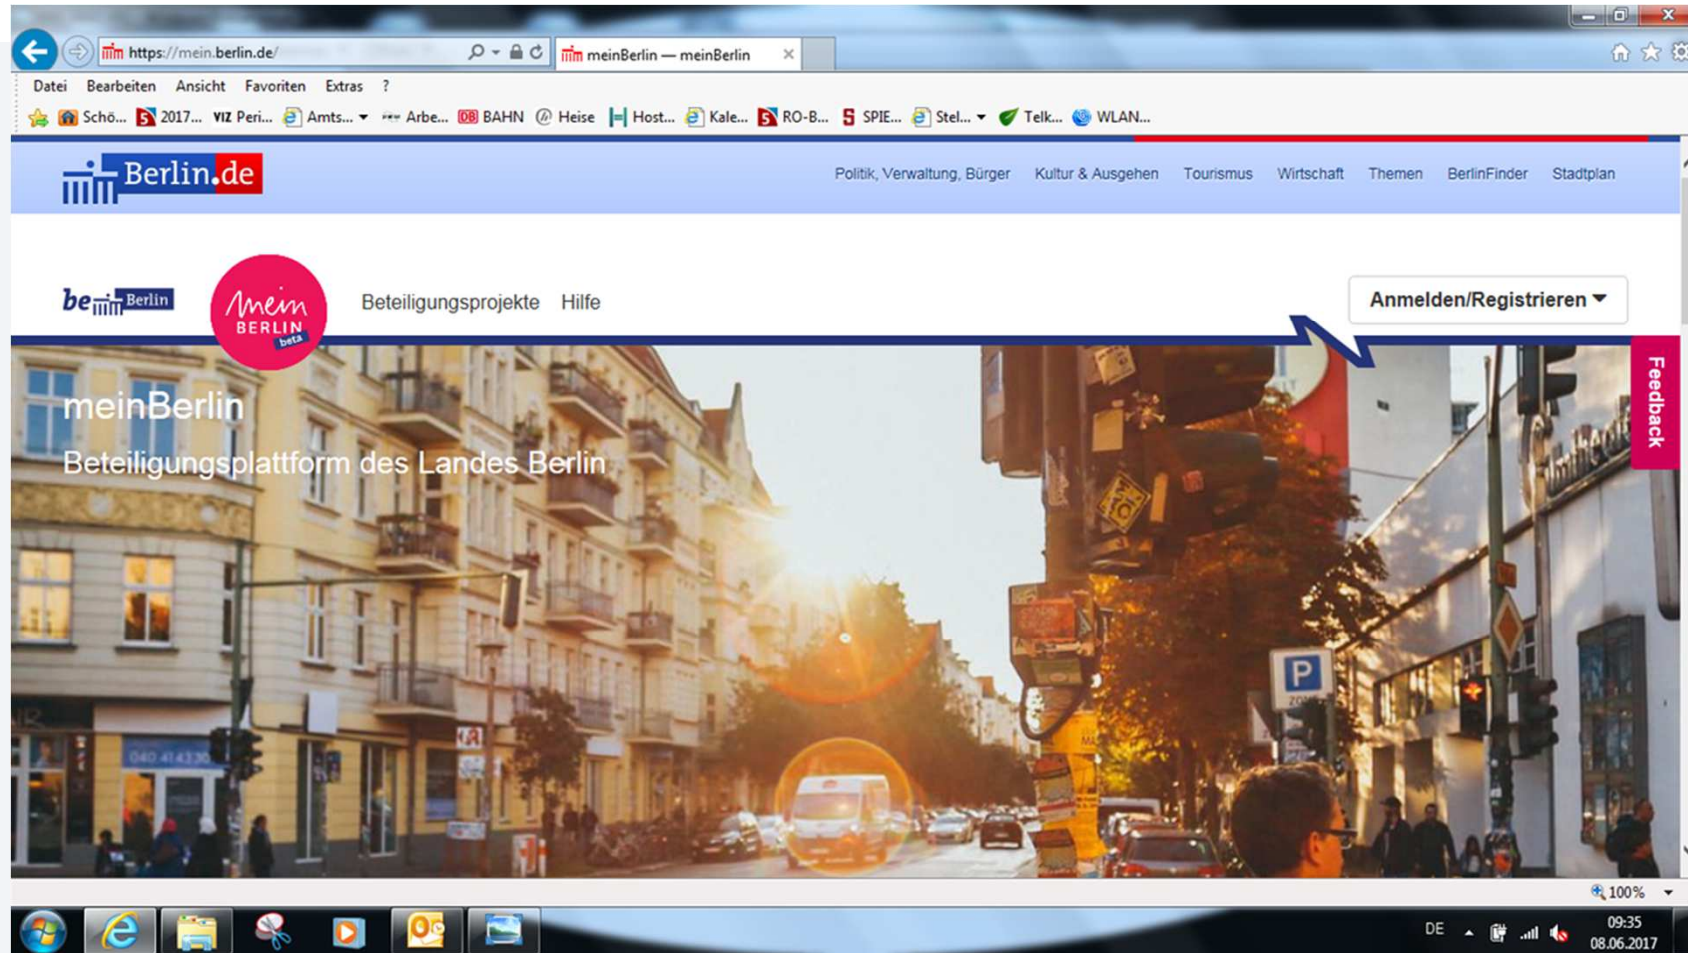 https://mein.berlin.de/
meinBerlin — meinBerlin
Datei Bearbeiten Ansicht Favoriten Extras ?
Schö... 2017... VIZ Peri... Amts... Arbe... DB BAHN Heise Host... Kale... RO-B... SPIE... Stel... Telk... WLAN...
Berlin.de
Politik, Verwaltung, Bürger Kultur & Ausgehen Tourismus Wirtschaft Themen BerlinFinder Stadtplan
be Berlin
Mein
BERLIN
beta
Beteiligungsprojekte Hilfe
Anmelden/Registrieren
Feedback
meinBerlin
Beteiligungsplattform des Landes Berlin
P
ZONE
100%
DE
09:35
08.06.2017